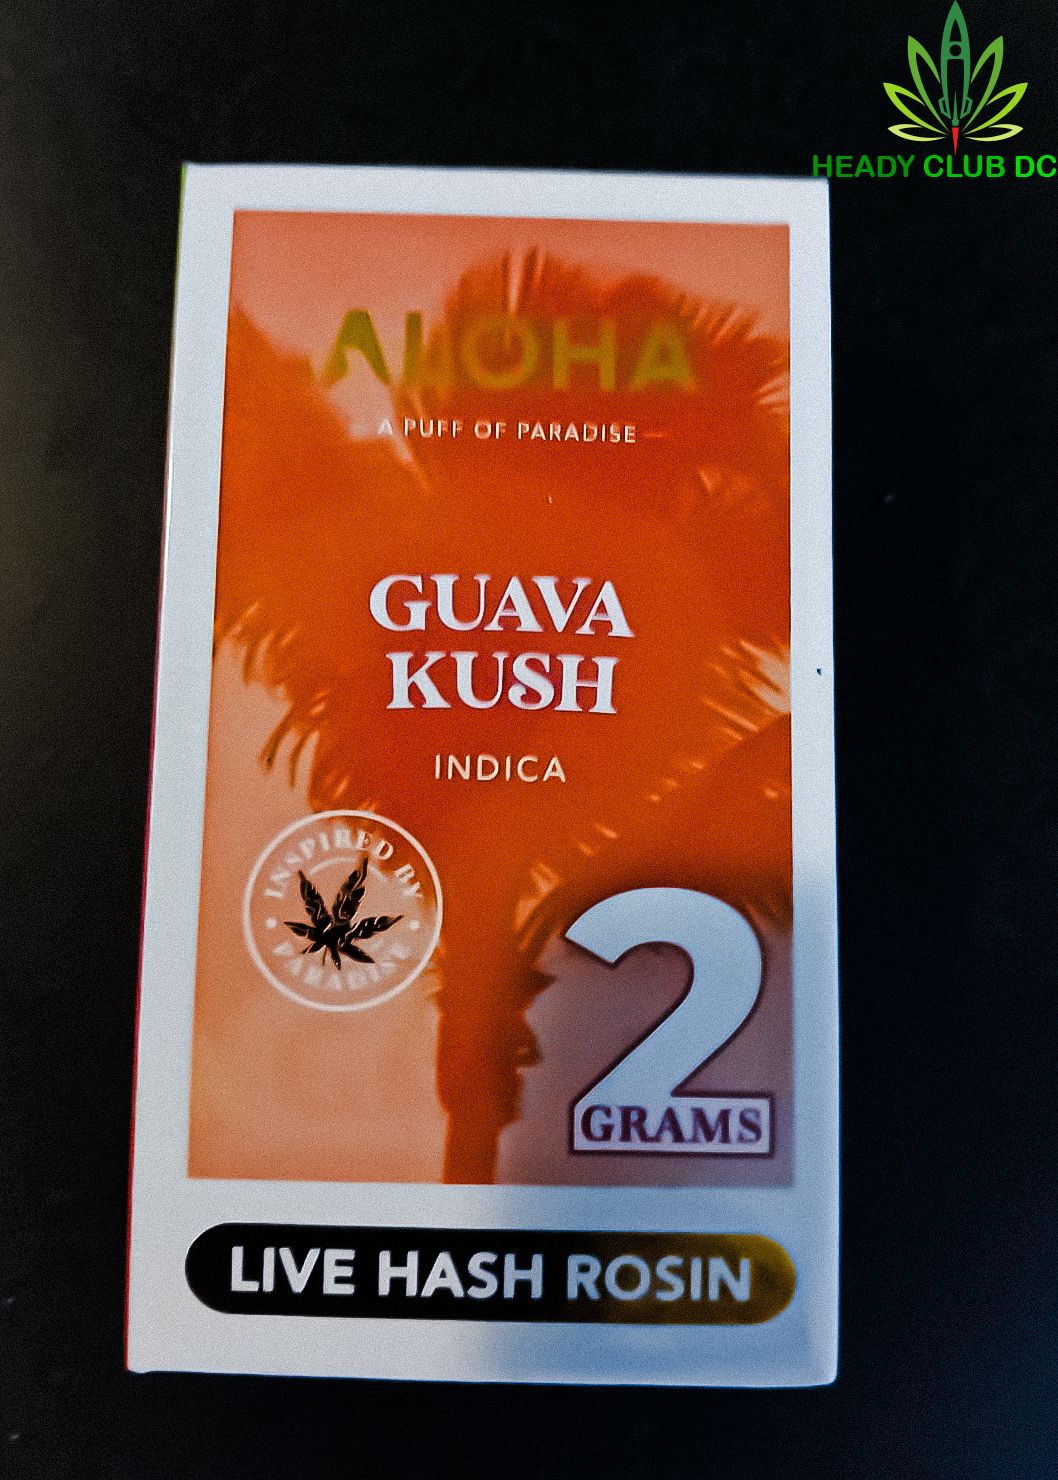 HEADY CLUB DC
ALOHA
A PUFF OF PARADISE
GUAVA
KUSH
INDICA
INSPIRED BY
PARADISE
2
GRAMS
LIVE HASH ROSIN